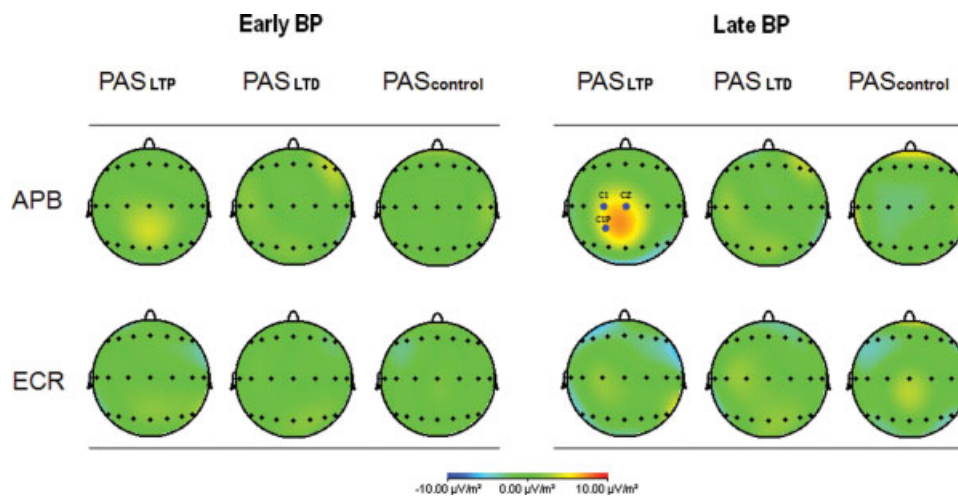 Early BP Late BP
PAS LTP PAS LTD PAScontrol PAS LTP PAS LTD PAScontrol
APB
C1 CZ
C1P
ECR
-10.00 µV/m² 0.00 µV/m² 10.00 µV/m²